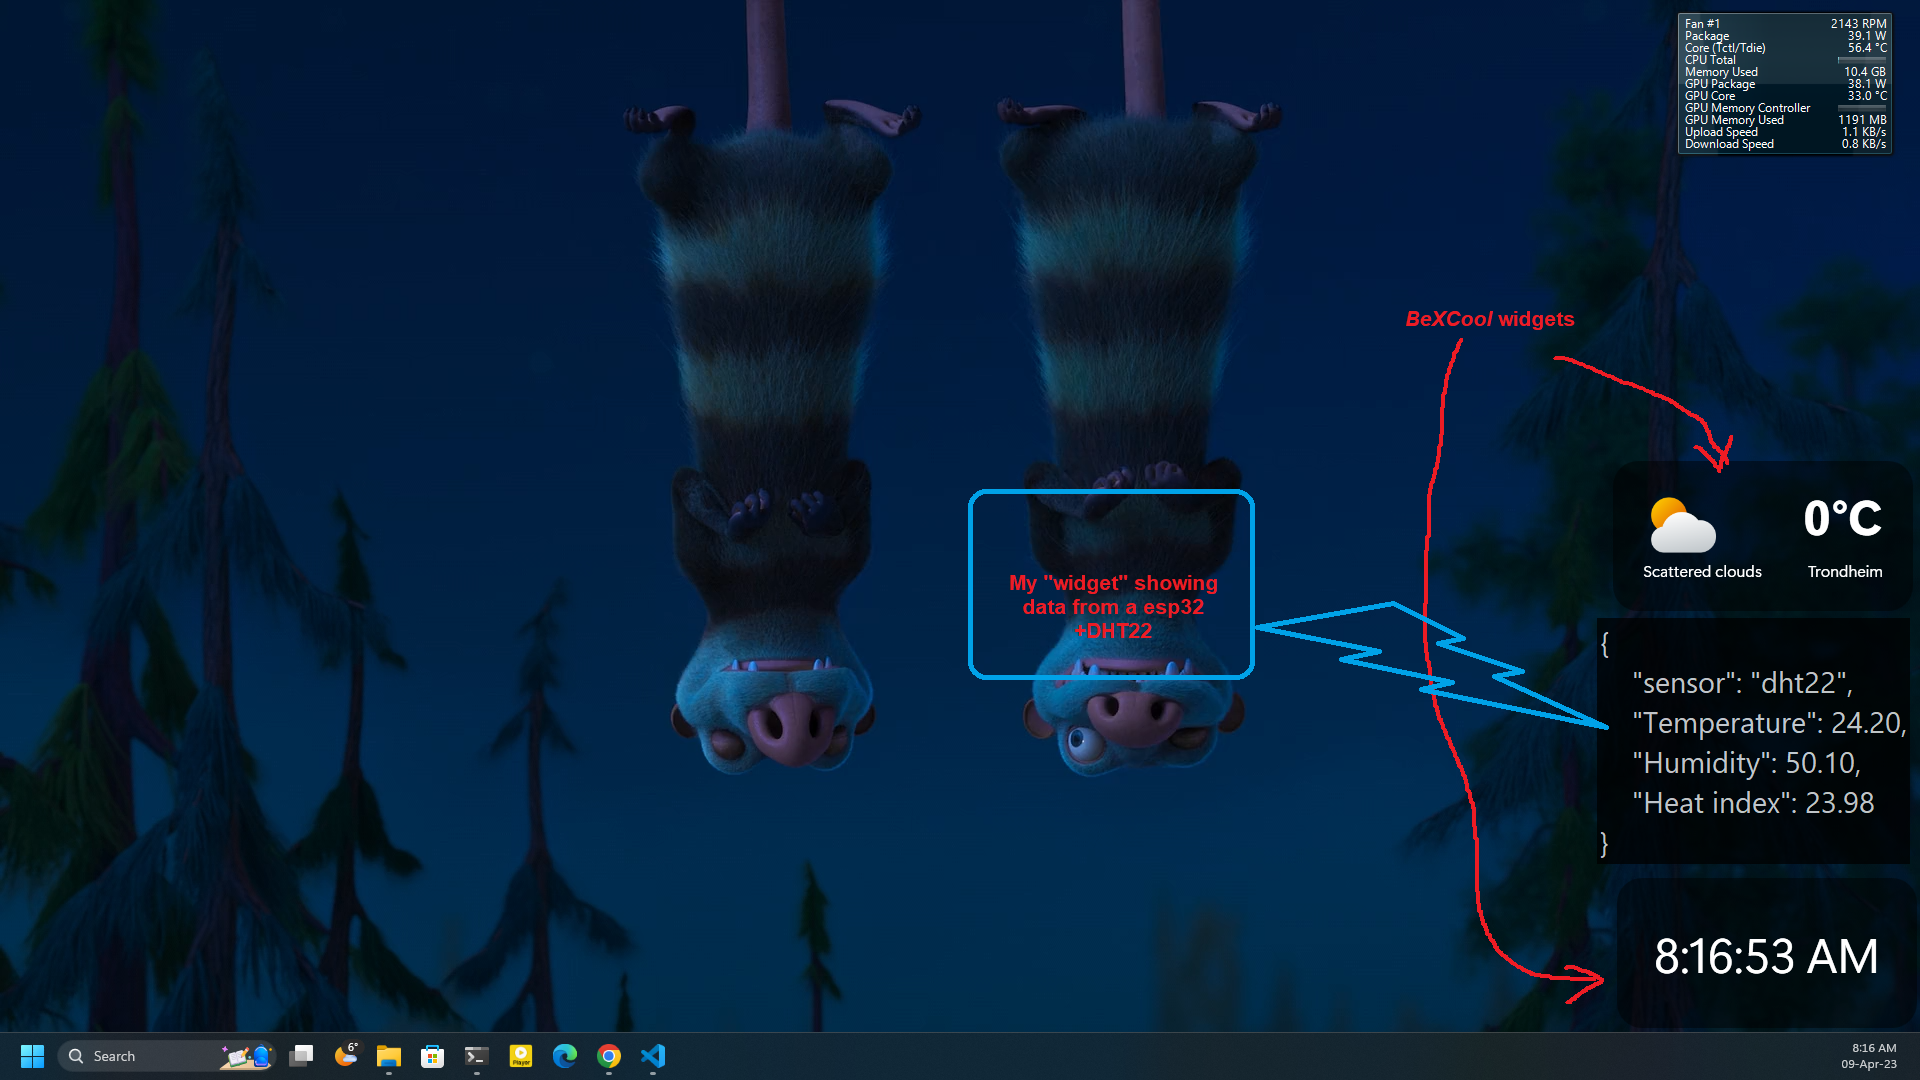 Fan #1 2143 RPM
Package 39.1 W
Core (Tctl/Tdie) 56.4 °C
CPU Total
Memory Used 10.4 GB
GPU Package 38.1 W
GPU Core 33.0 °C
GPU Memory Controller
GPU Memory Used 1191 MB
Upload Speed 1.1 KB/s
Download Speed 0.8 KB/s
BeXCool widgets
0°C
Scattered clouds Trondheim
My "widget" showing
data from a esp32
+DHT22
{
"sensor": "dht22",
"Temperature": 24.20,
"Humidity": 50.10,
"Heat index": 23.98
}
8:16:53 AM
Search
6°
Player
8:16 AM
09-Apr-23